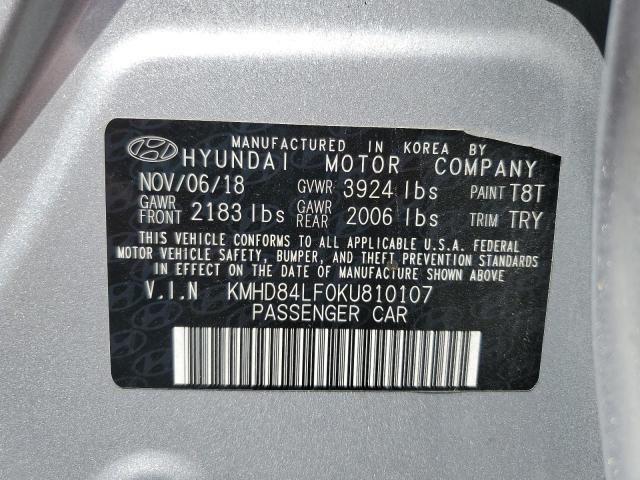 MANUFACTURED IN KOREA BY
HYUNDAI MOTOR COMPANY
NOV/06/18 GVWR 3924 lbs PAINT T8T
GAWR FRONT 2183 lbs GAWR REAR 2006 lbs TRIM TRY
THIS VEHICLE CONFORMS TO ALL APPLICABLE U.S.A. FEDERAL
MOTOR VEHICLE SAFETY, BUMPER, AND THEFT PREVENTION STANDARDS
IN EFFECT ON THE DATE OF MANUFACTURE SHOWN ABOVE.
V.I.N KMHD84LF0KU810107
PASSENGER CAR